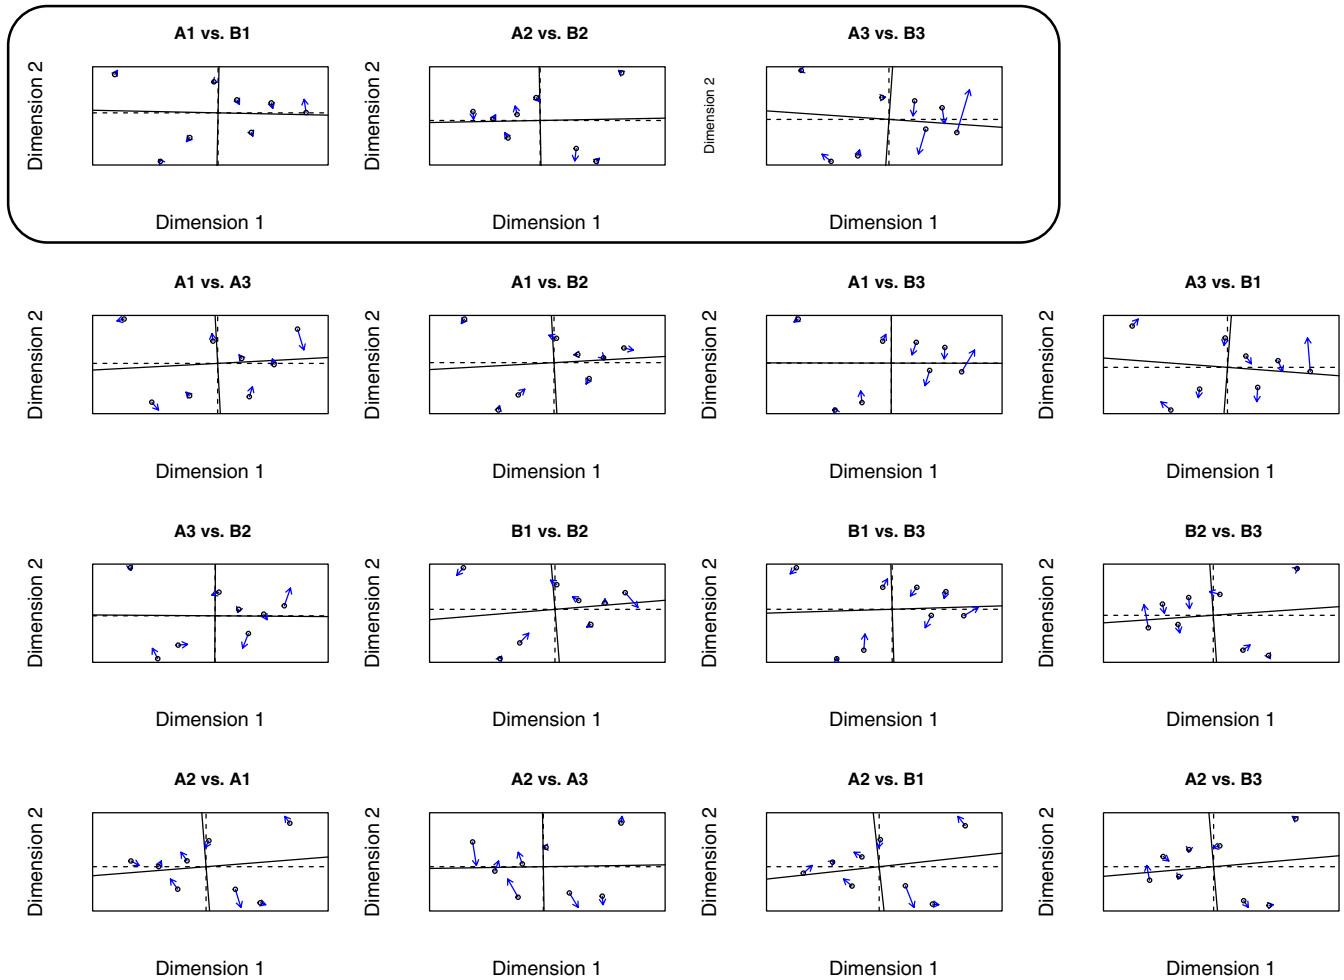 A1 vs. B1 A2 vs. B2 A3 vs. B3
Dimension 2 Dimension 2 Dimension 2
Dimension 1 Dimension 1 Dimension 1
A1 vs. A3 A1 vs. B2 A1 vs. B3 A3 vs. B1
Dimension 2 Dimension 2 Dimension 2 Dimension 2
Dimension 1 Dimension 1 Dimension 1 Dimension 1
A3 vs. B2 B1 vs. B2 B1 vs. B3 B2 vs. B3
Dimension 2 Dimension 2 Dimension 2 Dimension 2
Dimension 1 Dimension 1 Dimension 1 Dimension 1
A2 vs. A1 A2 vs. A3 A2 vs. B1 A2 vs. B3
Dimension 2 Dimension 2 Dimension 2 Dimension 2
Dimension 1 Dimension 1 Dimension 1 Dimension 1